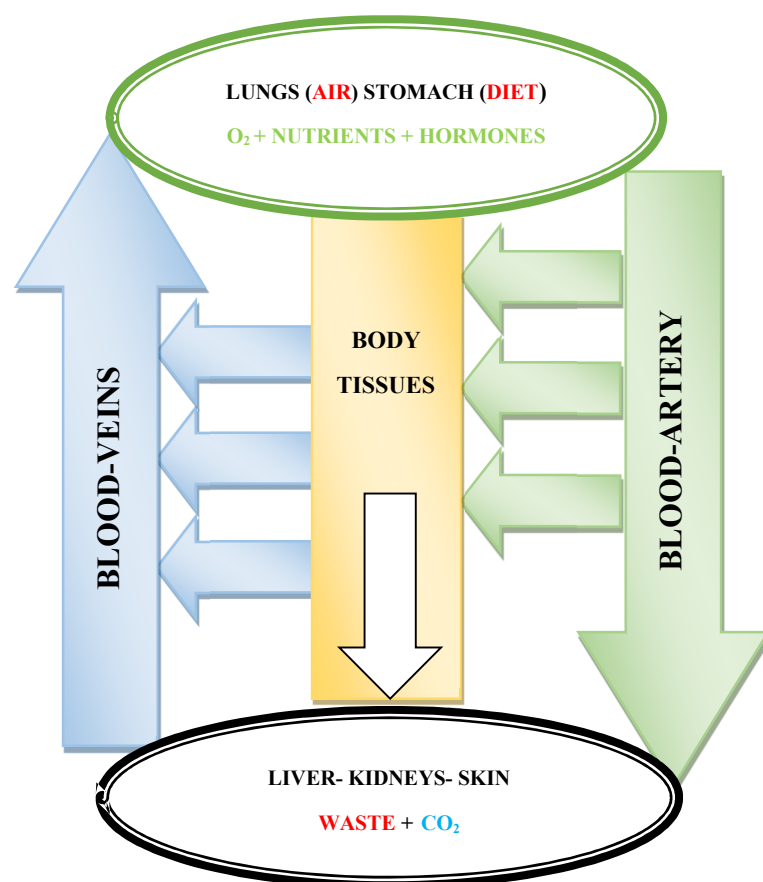 LUNGS (AIR) STOMACH (DIET)
O₂ + NUTRIENTS + HORMONES
BODY
TISSUES
BLOOD-VEINS
BLOOD-ARTERY
LIVER- KIDNEYS- SKIN
WASTE + CO₂